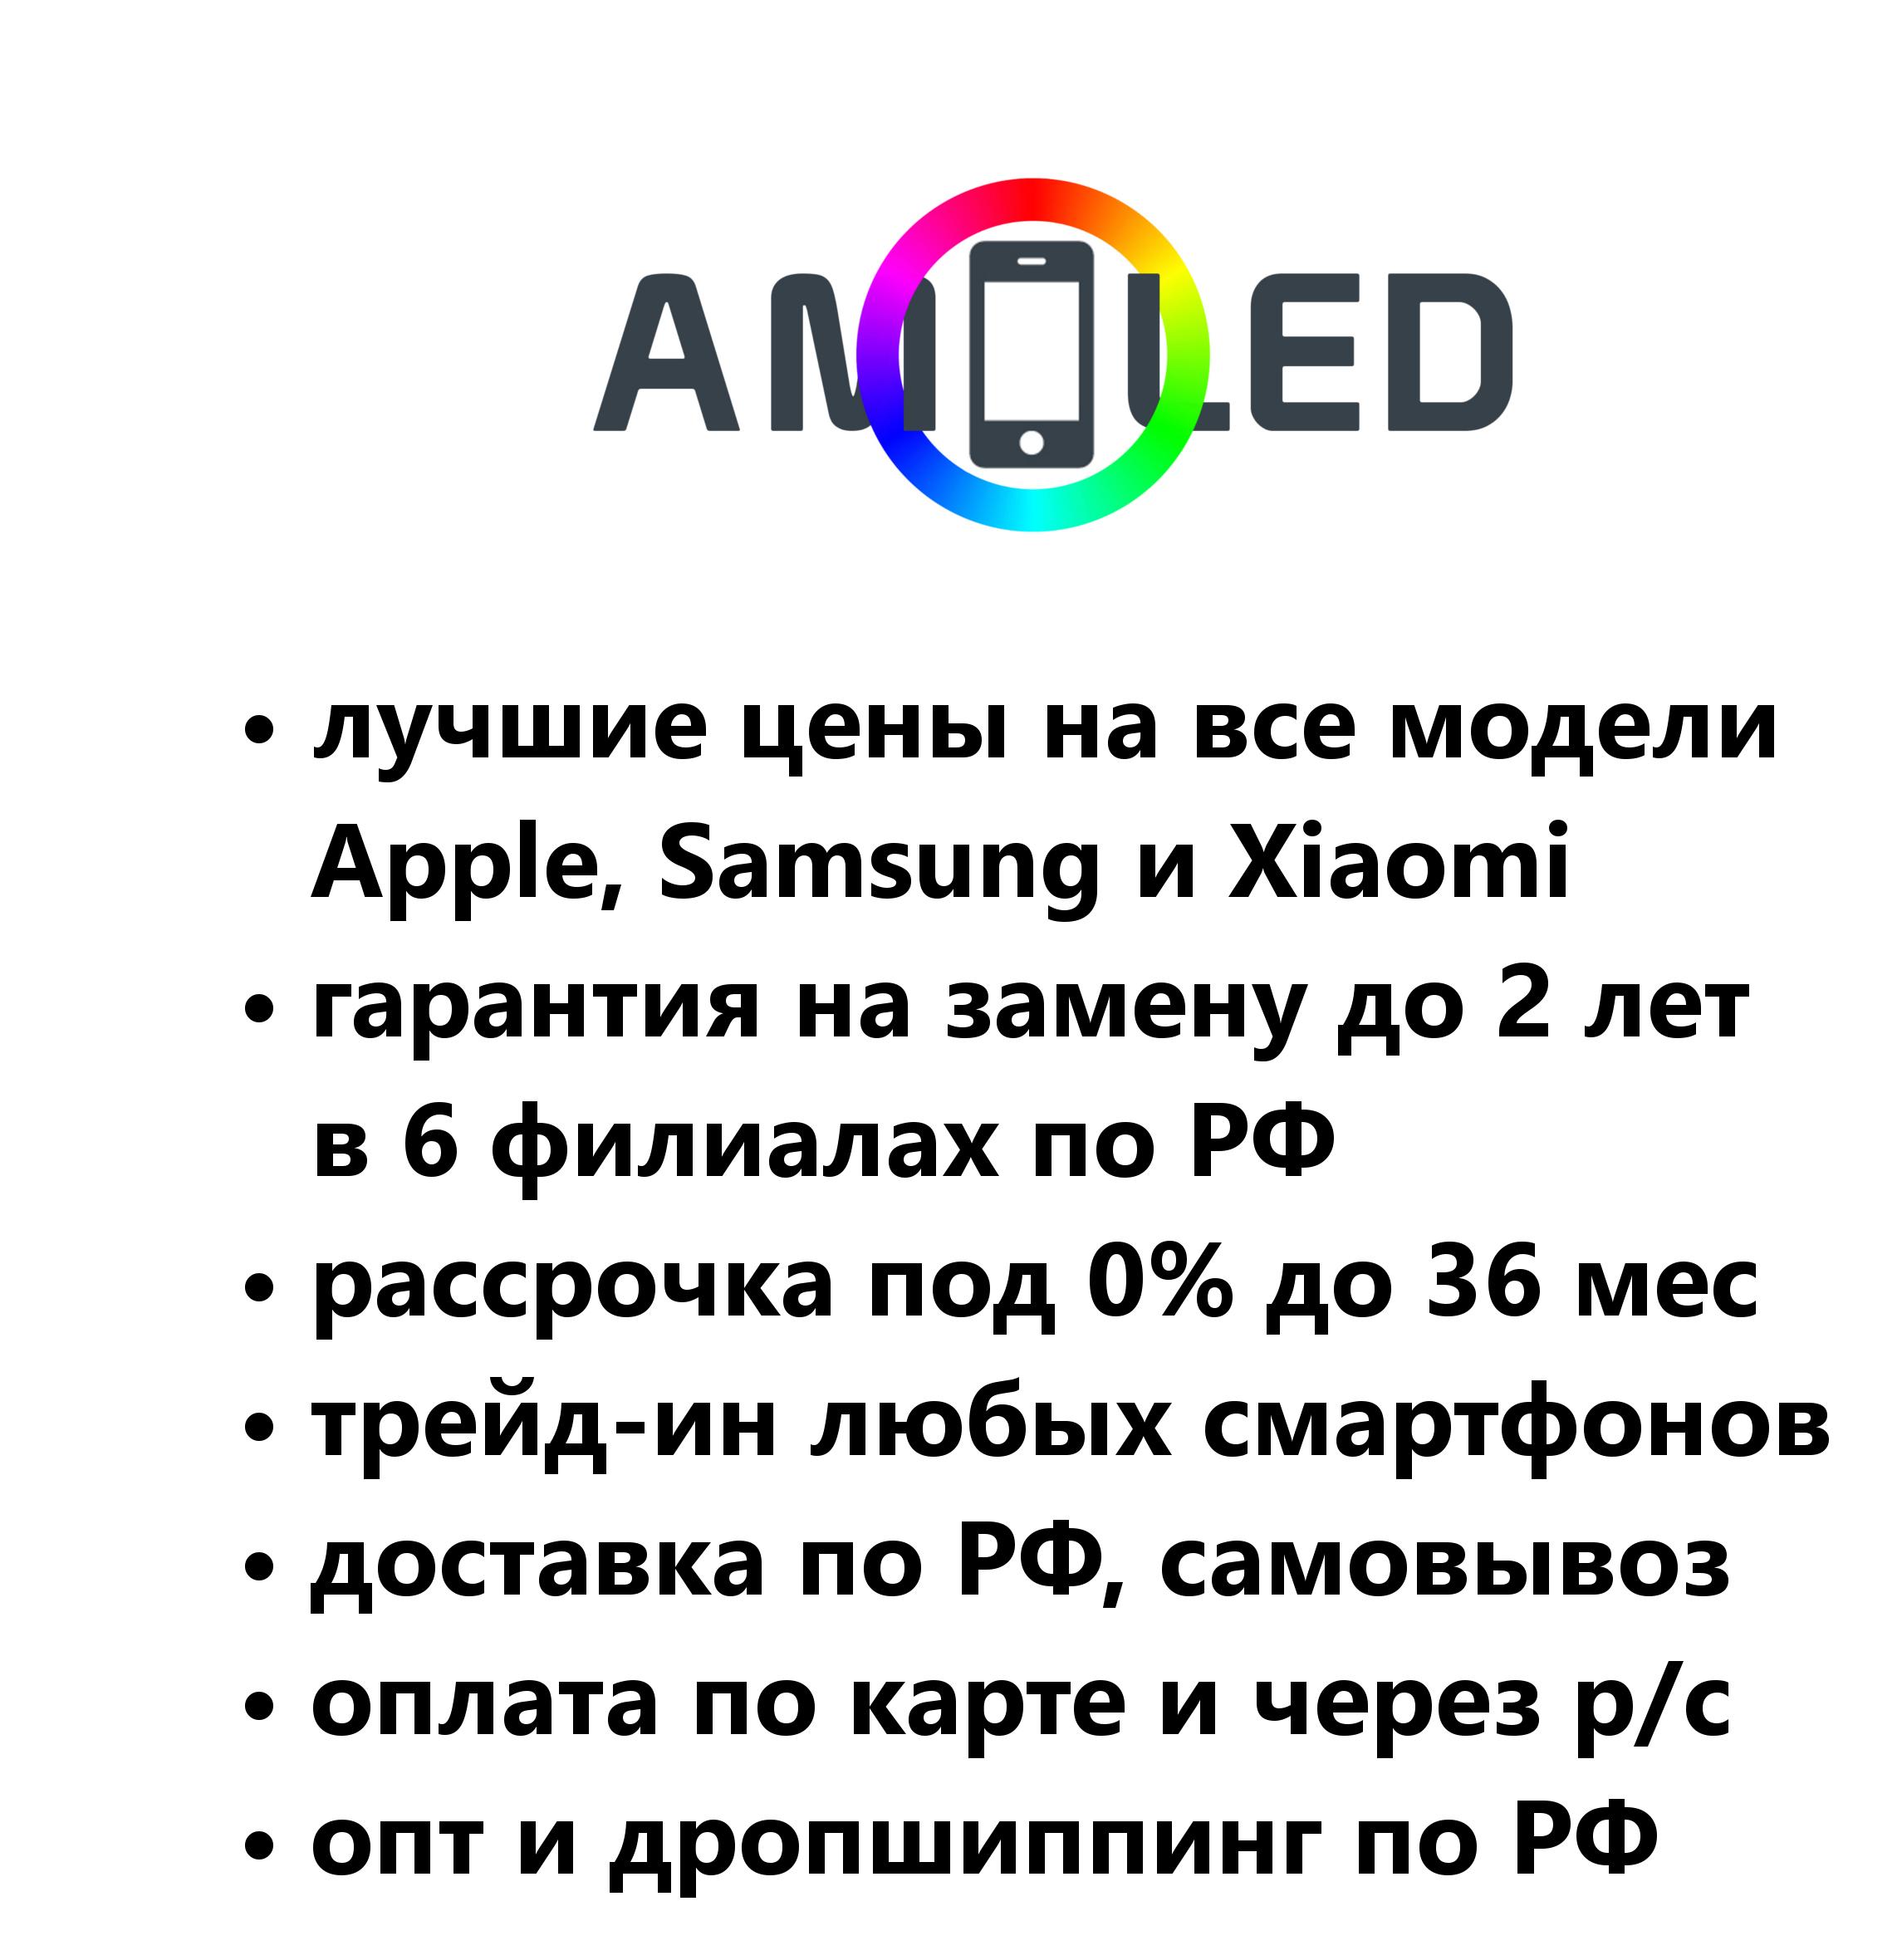 AMOLED
• лучшие цены на все модели
Apple, Samsung и Xiaomi
• гарантия на замену до 2 лет
в 6 филиалах по РФ
• рассрочка под 0% до 36 мес
• трейд-ин любых смартфонов
• доставка по РФ, самовывоз
• оплата по карте и через р/с
• опт и дропшиппинг по РФ